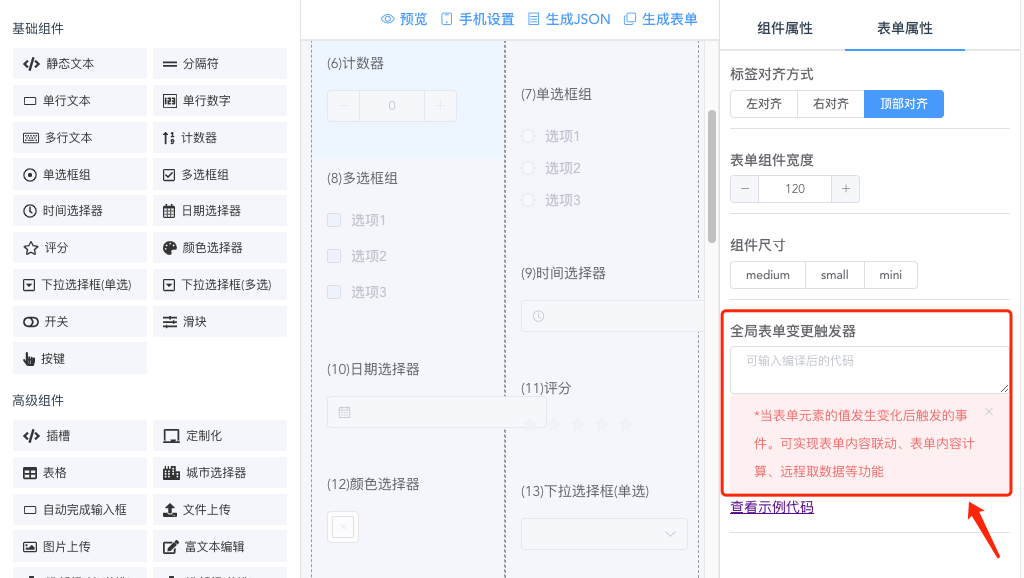 基础组件
静态文本
分隔符
单行文本
单行数字
多行文本
计数器
单选框组
多选框组
时间选择器
日期选择器
评分
颜色选择器
下拉选择框(单选)
下拉选择框(多选)
开关
滑块
按键
高级组件
插槽
定制化
表格
城市选择器
自动完成输入框
文件上传
图片上传
富文本编辑
预览
手机设置
生成JSON
生成表单
(6)计数器
0
(7)单选框组
选项1
选项2
选项3
(8)多选框组
选项1
选项2
选项3
(9)时间选择器
(10)日期选择器
(11)评分
(12)颜色选择器
(13)下拉选择框(单选)
组件属性
表单属性
标签对齐方式
左对齐
右对齐
顶部对齐
表单组件宽度
120
组件尺寸
medium
small
mini
全局表单变更触发器
可输入编译后的代码
*当表单元素的值发生变化后触发的事
件。可实现表单内容联动、表单内容计
算、远程取数据等功能
查看示例代码